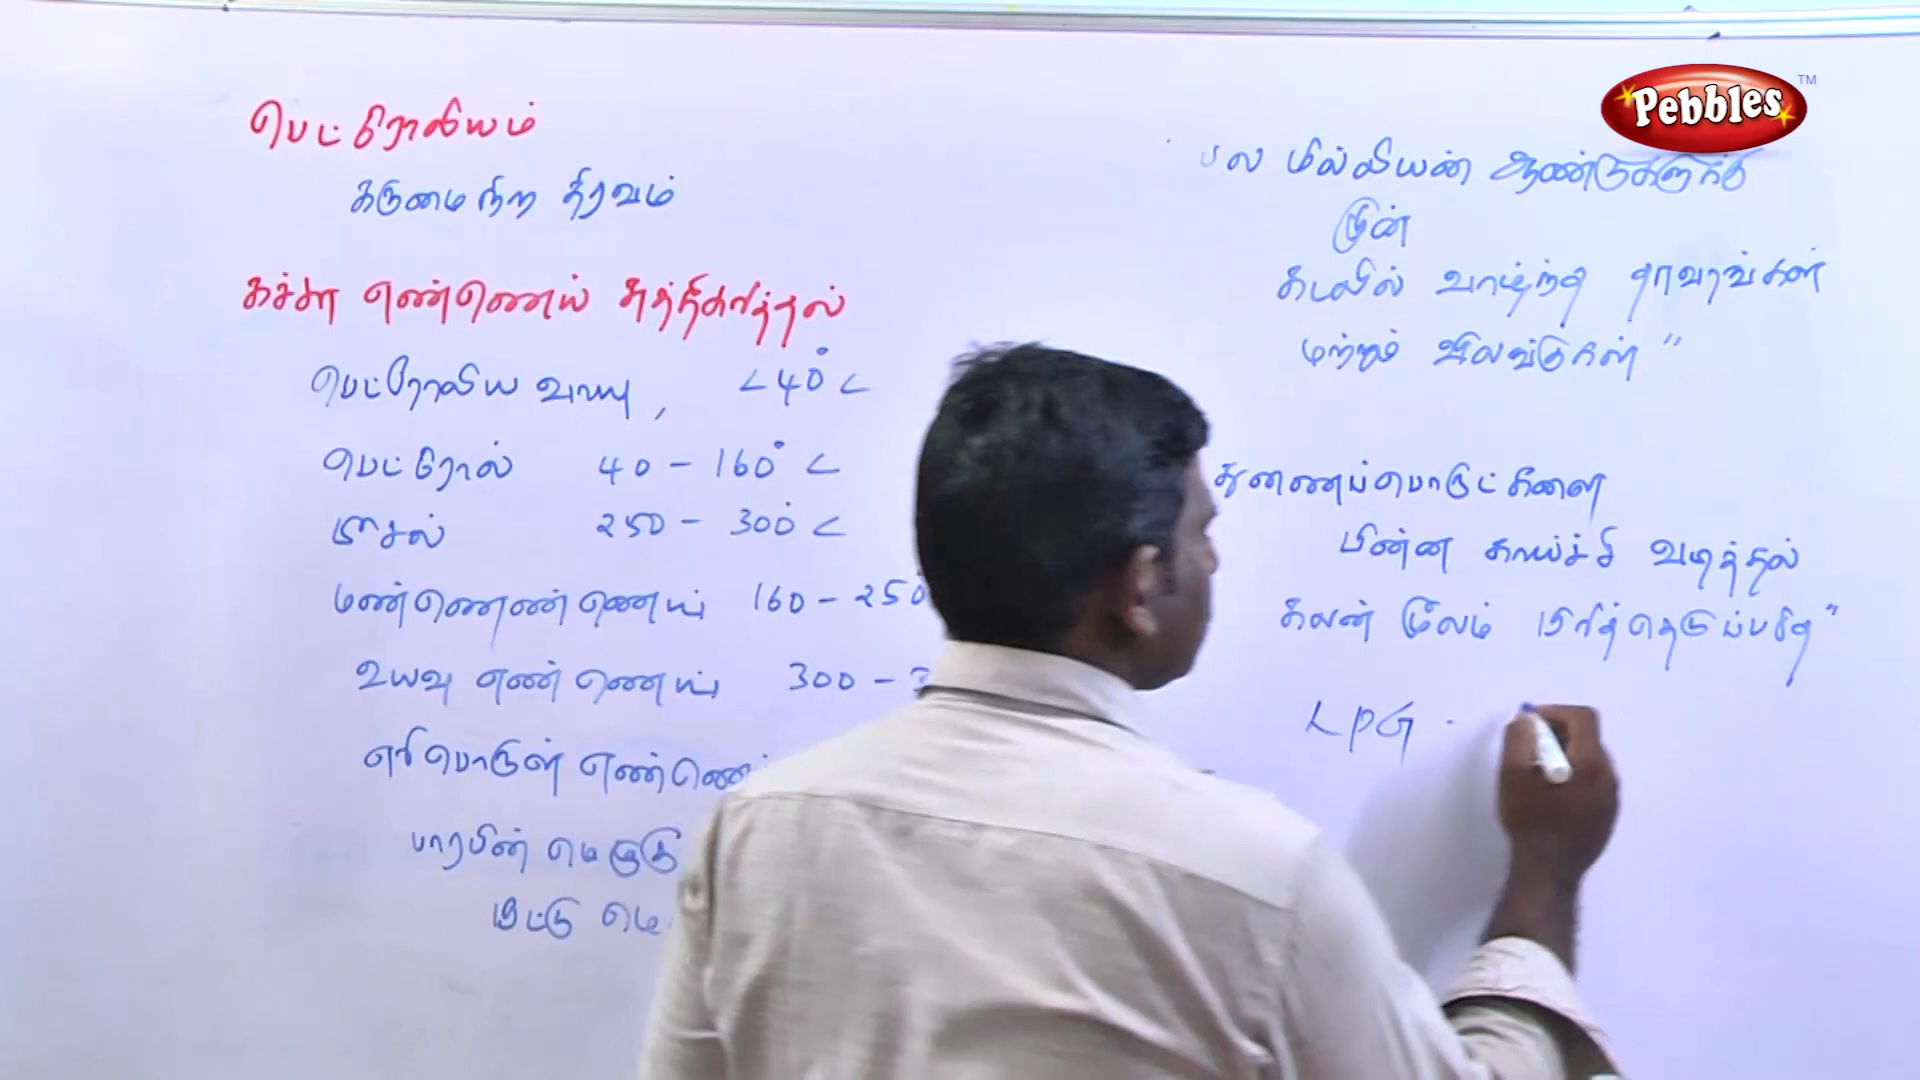 Pebbles™
பெட்ரோலியம்
கருமைநிற திரவம்
கச்சா எண்ணெய் சுத்திகரித்தல்
பெட்ரோலிய வாயு, <40°C
பெட்ரோல் 40 - 160°C
டீசல் 250 - 300°C
மண்ணெண்ணெய் 160 - 250°
உயவு எண்ணெய் 300 -
எரிபொருள் எண்ணெய்
பாரபின் மெழுகு
பல மில்லியன் ஆண்டுகளுக்கு
முன்
கடலில் வாழ்ந்த தாவரங்கள்
மற்றும் விலங்குகள் "
துணைப்பொருட்களை
பின்ன காய்ச்சி வடித்தல்
கலன் மூலம் பிரித்தெடுப்பது "
LPG -